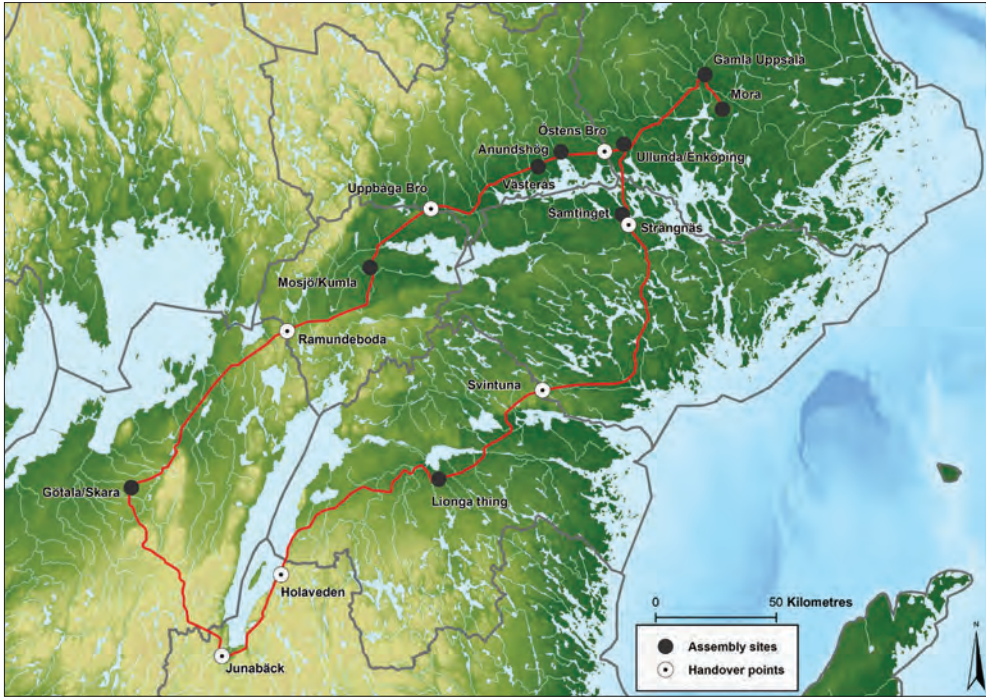 Gamla Uppsala
Mora
Östens Bro
Anundshög
Ullunda/Enköping
Västerås
Uppbåga Bro
Samtinget
Strängnäs
Mosjö/Kumla
Ramundeboda
Svintuna
Götala/Skara
Lionga thing
Holaveden
Junabäck
0 50 Kilometres
Assembly sites
Handover points
N